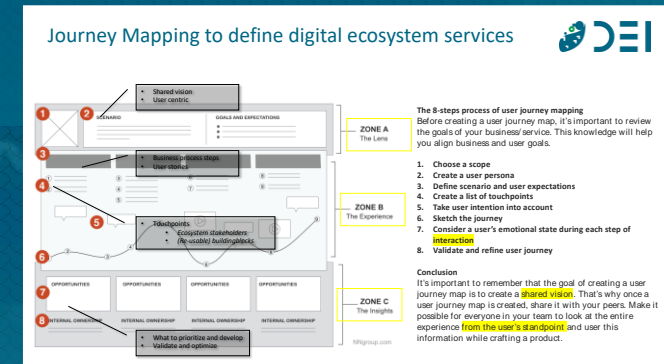 Journey Mapping to define digital ecosystem services
DEI
• Shared vision
• User centric
1
2
SCENARIO
GOALS AND EXPECTATIONS
ZONE A
The Lens
3
• Business process steps
• User stories
4
5
• Touchpoints
• Ecosystem stakeholders
• (Re-usable) buildingblocks
ZONE B
The Experience
6
7
OPPORTUNITIES
OPPORTUNITIES
OPPORTUNITIES
OPPORTUNITIES
ZONE C
The Insights
8
INTERNAL OWNERSHIP
INTERNAL OWNERSHIP
INTERNAL OWNERSHIP
INTERNAL OWNERSHIP
• What to prioritize and develop
• Validate and optimize
NNgroup.com
The 8-steps process of user journey mapping
Before creating a user journey map, it's important to review
the goals of your business/service. This knowledge will help
you align business and user goals.
1. Choose a scope
2. Create a user persona
3. Define scenario and user expectations
4. Create a list of touchpoints
5. Take user intention into account
6. Sketch the journey
7. Consider a user's emotional state during each step of
interaction
8. Validate and refine user journey
Conclusion
It's important to remember that the goal of creating a user
journey map is to create a shared vision. That's why once a
user journey map is created, share it with your peers. Make it
possible for everyone in your team to look at the entire
experience from the user's standpoint and user this
information while crafting a product.